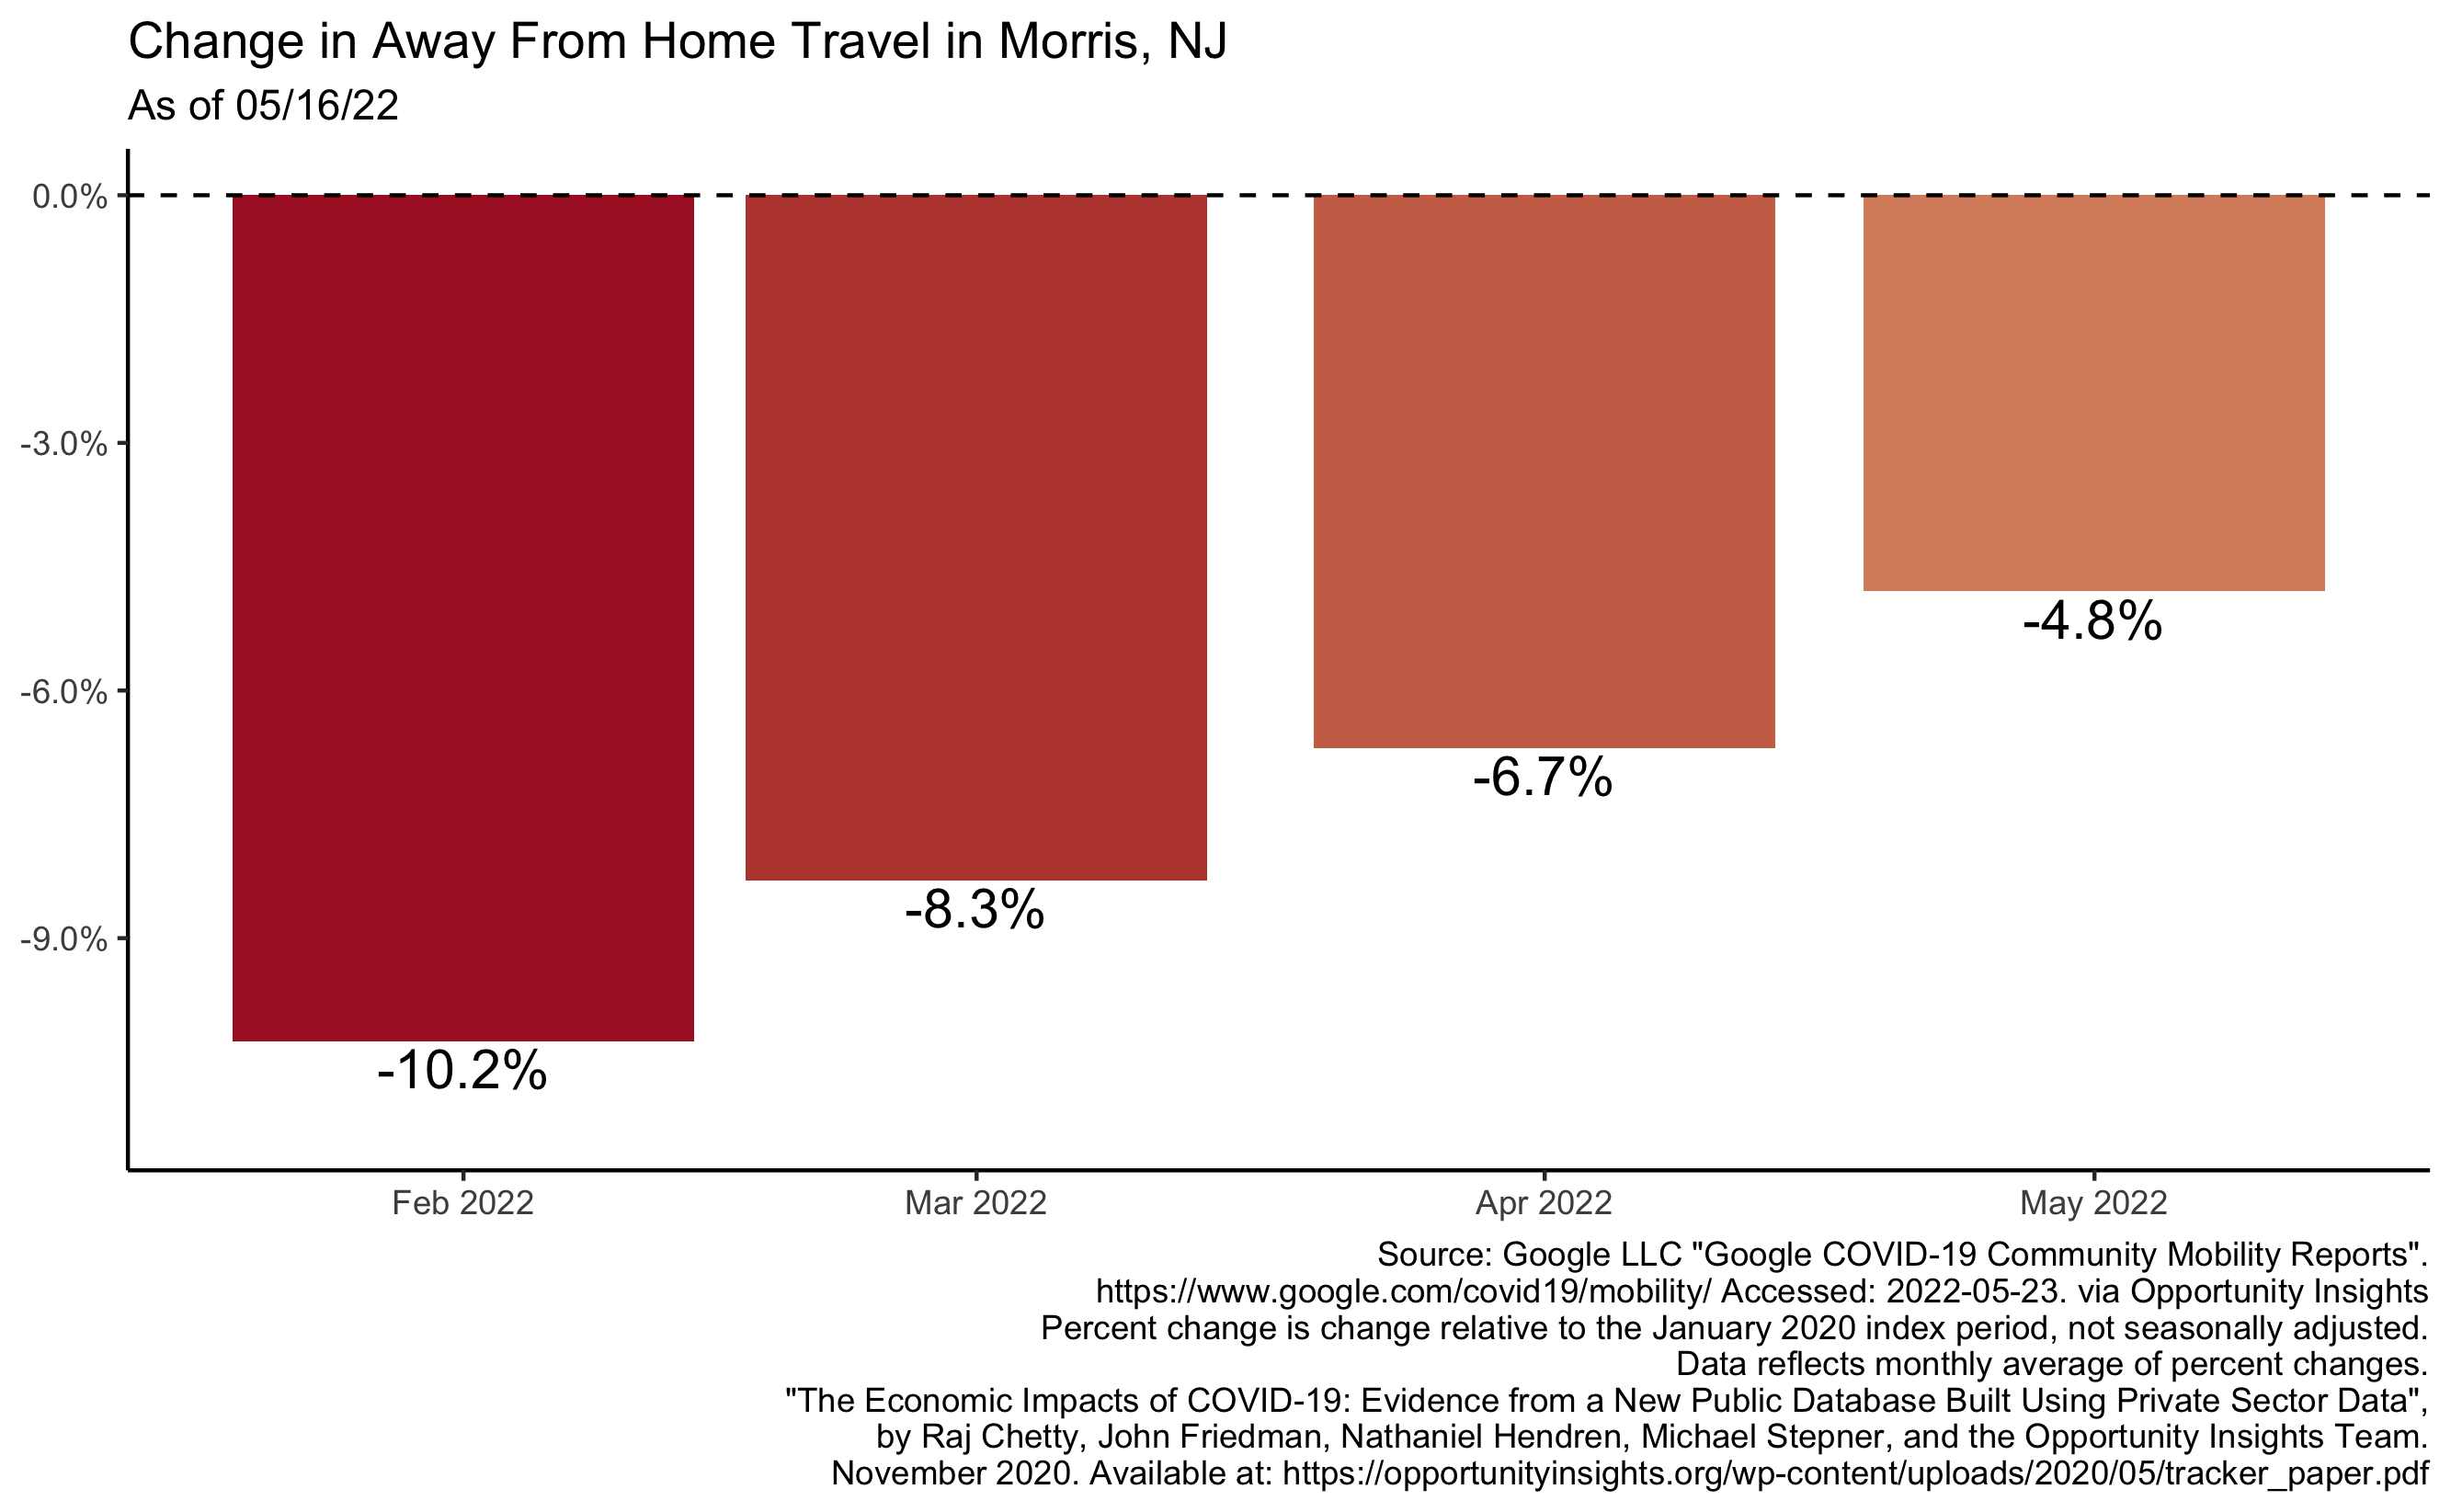 Change in Away From Home Travel in Morris, NJ
As of 05/16/22
0.0%
-3.0%
-6.0%
-9.0%
-10.2%
-8.3%
-6.7%
-4.8%
Feb 2022
Mar 2022
Apr 2022
May 2022
Source: Google LLC "Google COVID-19 Community Mobility Reports".
https://www.google.com/covid19/mobility/ Accessed: 2022-05-23. via Opportunity Insights
Percent change is change relative to the January 2020 index period, not seasonally adjusted.
Data reflects monthly average of percent changes.
"The Economic Impacts of COVID-19: Evidence from a New Public Database Built Using Private Sector Data",
by Raj Chetty, John Friedman, Nathaniel Hendren, Michael Stepner, and the Opportunity Insights Team.
November 2020. Available at: https://opportunityinsights.org/wp-content/uploads/2020/05/tracker_paper.pdf